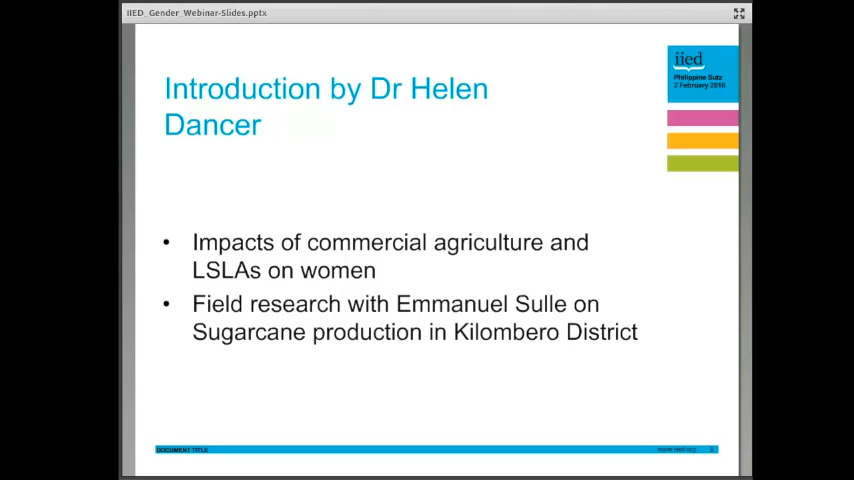 IIED_Gender_Webinar-Slides.pptx
iied
Philippine Sutz
2 February 2016
Introduction by Dr Helen
Dancer
• Impacts of commercial agriculture and
LSLAs on women
• Field research with Emmanuel Sulle on
Sugarcane production in Kilombero District
DOCUMENT TITLE
www.iied.org